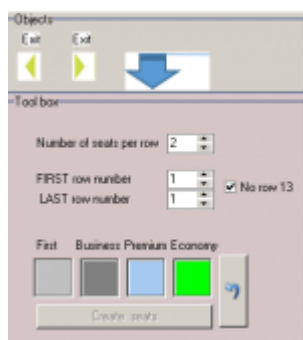 Objects
Exit Exit
Tool box
Number of seats per row 2
FIRST row number 1
No row 13
LAST row number 1
First Business Premium Economy
Create seats